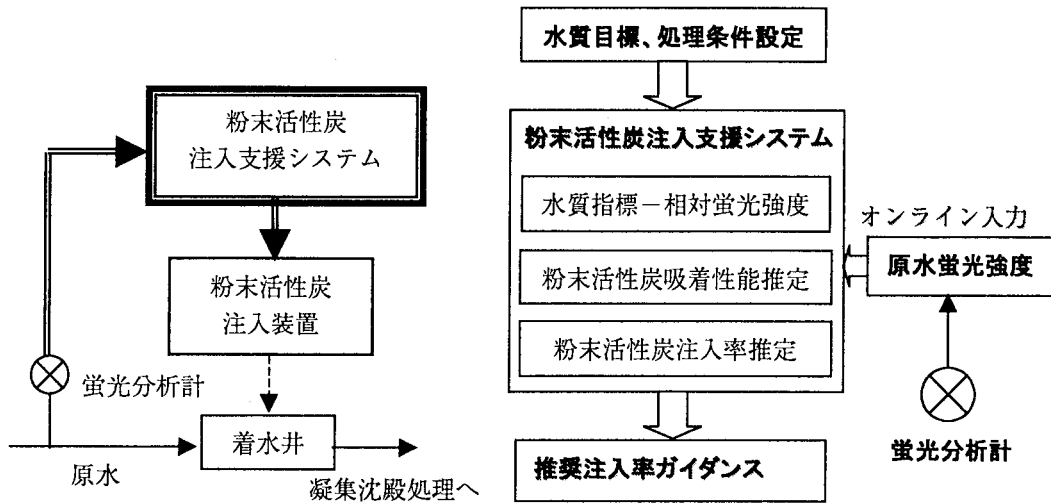 粉末活性炭
注入支援システム
粉末活性炭
注入装置
蛍光分析計
着水井
原水
凝集沈殿処理へ
水質目標、処理条件設定
粉末活性炭注入支援システム
水質指標－相対蛍光強度
粉末活性炭吸着性能推定
粉末活性炭注入率推定
推奨注入率ガイダンス
オンライン入力
原水蛍光強度
蛍光分析計